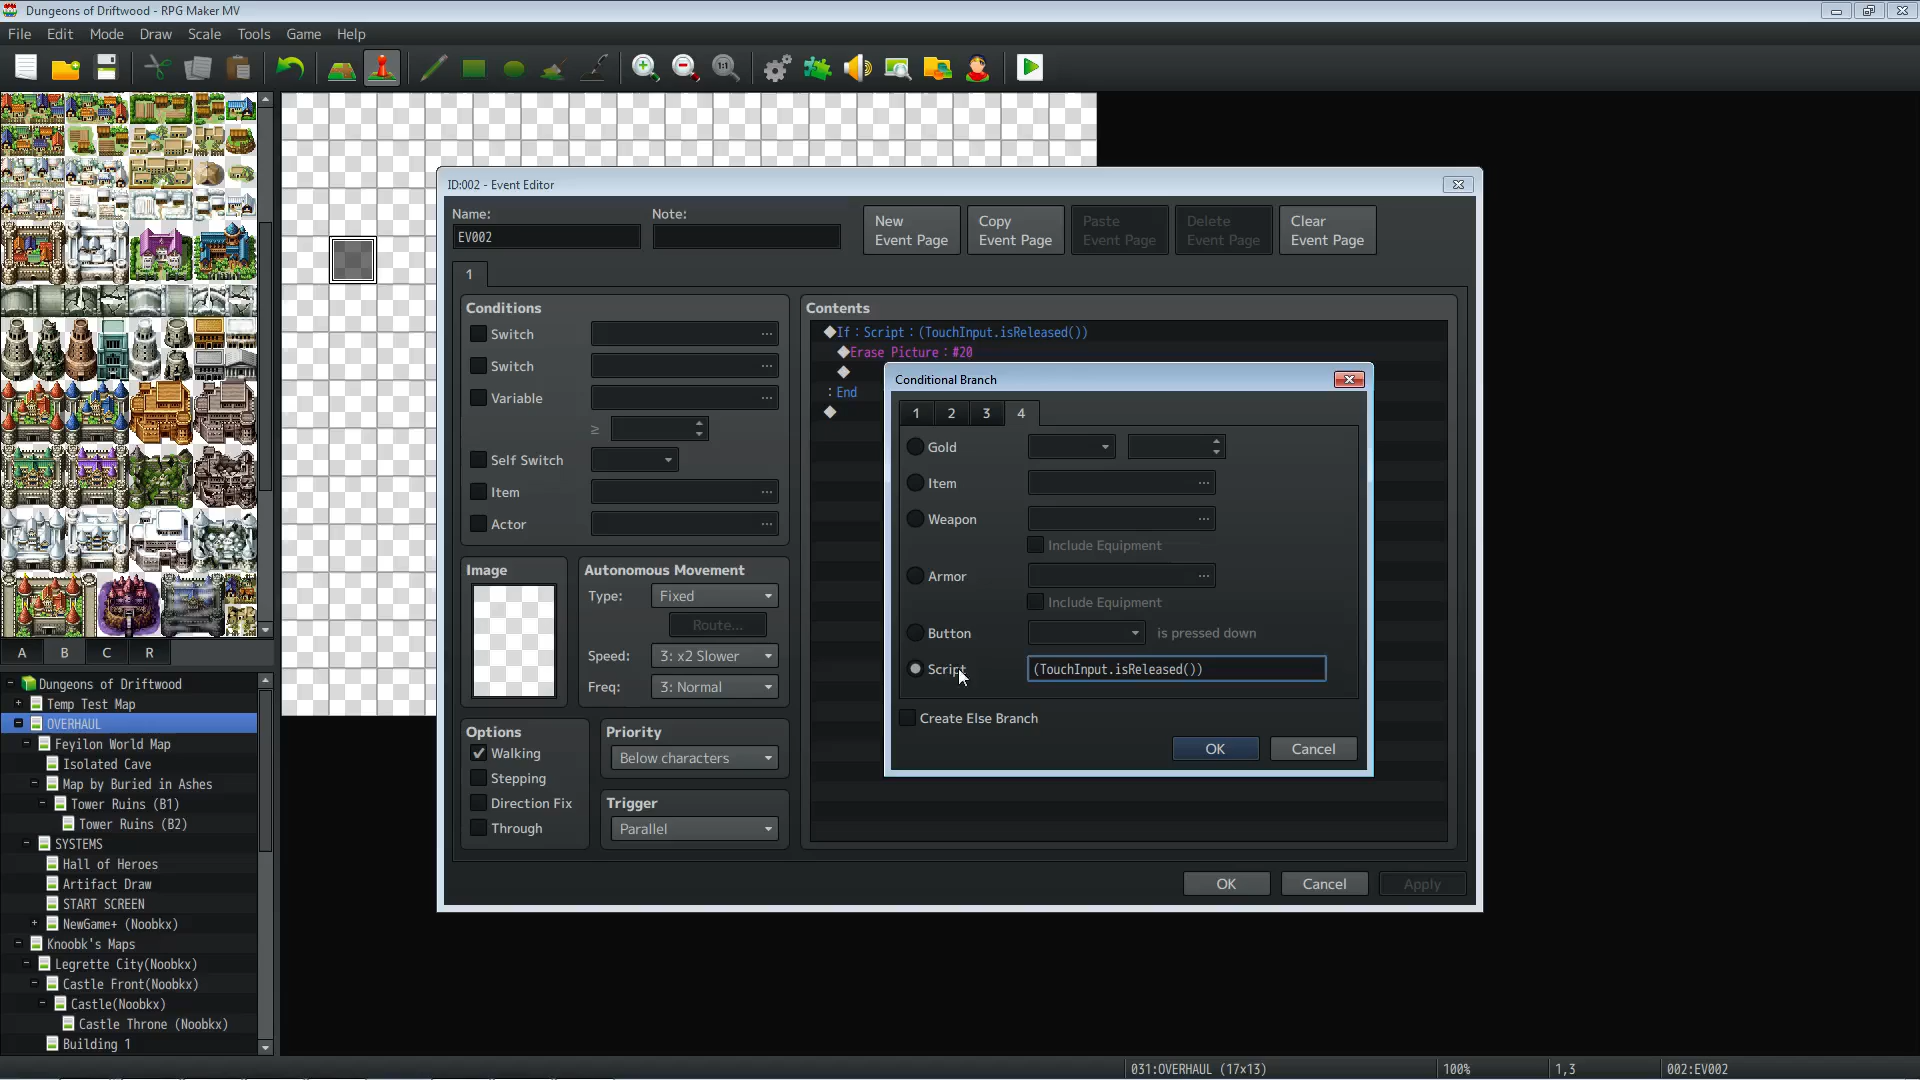 Dungeons of Driftwood - RPG Maker MV
File Edit Mode Draw Scale Tools Game Help
1:1
A B C R
Dungeons of Driftwood
Temp Test Map
OVERHAUL
Feyilon World Map
Isolated Cave
Map by Buried in Ashes
Tower Ruins (B1)
Tower Ruins (B2)
SYSTEMS
Hall of Heroes
Artifact Draw
START SCREEN
NewGame+ (Noobkx)
Knoobk's Maps
Legrette City(Noobkx)
Castle Front(Noobkx)
Castle(Noobkx)
Castle Throne (Noobkx)
Building 1
ID:002 - Event Editor
Name: Note:
EV002
New Event Page
Copy Event Page
Paste Event Page
Delete Event Page
Clear Event Page
1
Conditions
Switch ...
Switch ...
Variable ...
≥
Self Switch
Item ...
Actor ...
Image
Autonomous Movement
Type: Fixed
Route...
Speed: 3: x2 Slower
Freq: 3: Normal
Options
Walking
Stepping
Direction Fix
Through
Priority
Below characters
Trigger
Parallel
Contents
◆If：Script：(TouchInput.isReleased())
◆Erase Picture：#20
◆
：End
◆
Conditional Branch
1 2 3 4
Gold
Item ...
Weapon ...
Include Equipment
Armor ...
Include Equipment
Button is pressed down
Script (TouchInput.isReleased())
Create Else Branch
OK Cancel
OK Cancel Apply
031:OVERHAUL (17x13) 100% 1,3 002:EV002